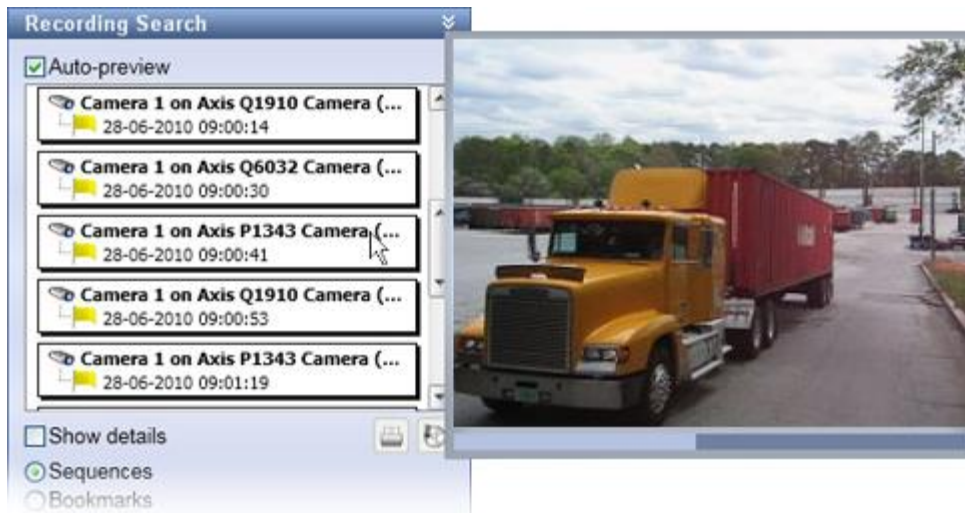 Recording Search
Auto-preview
Camera 1 on Axis Q1910 Camera (...
28-06-2010 09:00:14
Camera 1 on Axis Q6032 Camera (...
28-06-2010 09:00:30
Camera 1 on Axis P1343 Camera (...
28-06-2010 09:00:41
Camera 1 on Axis Q1910 Camera (...
28-06-2010 09:00:53
Camera 1 on Axis P1343 Camera (...
28-06-2010 09:01:19
Show details
Sequences
Bookmarks